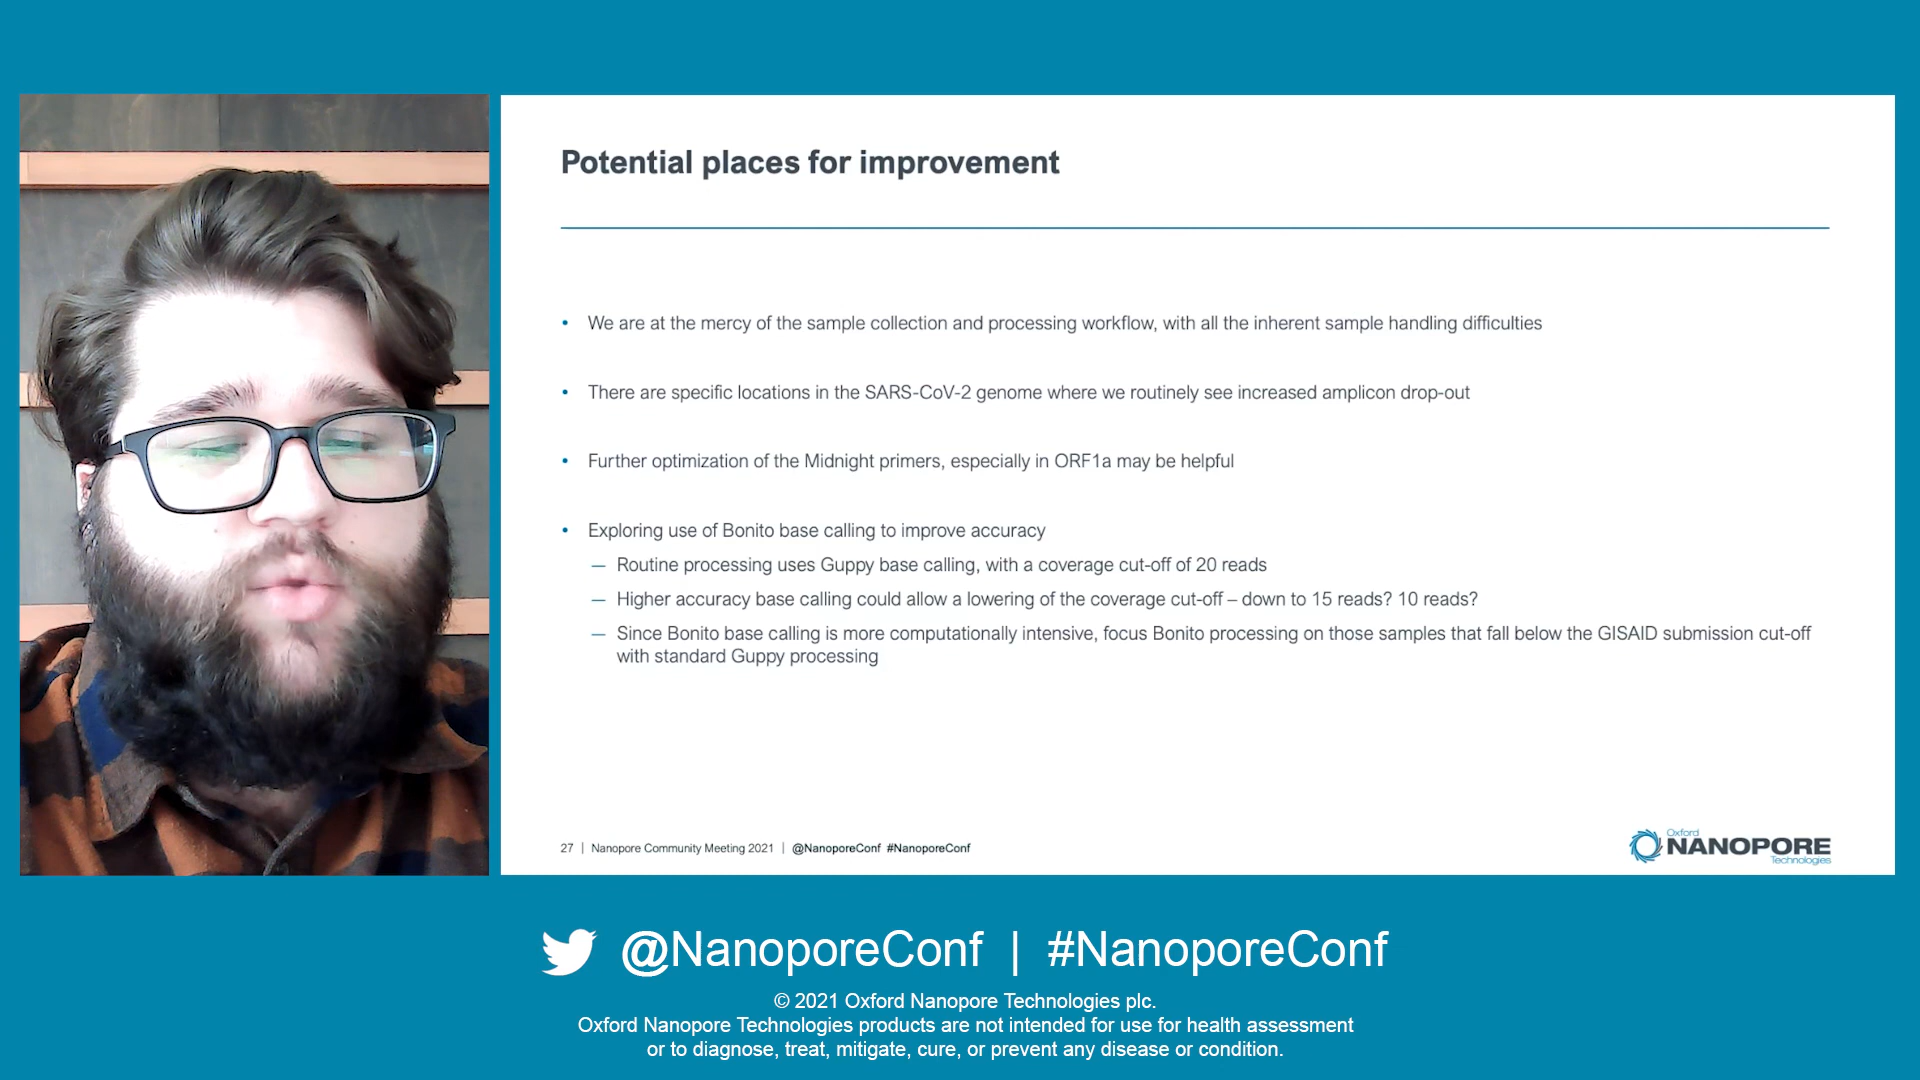 Potential places for improvement
• We are at the mercy of the sample collection and processing workflow, with all the inherent sample handling difficulties
• There are specific locations in the SARS-CoV-2 genome where we routinely see increased amplicon drop-out
• Further optimization of the Midnight primers, especially in ORF1a may be helpful
• Exploring use of Bonito base calling to improve accuracy
— Routine processing uses Guppy base calling, with a coverage cut-off of 20 reads
— Higher accuracy base calling could allow a lowering of the coverage cut-off – down to 15 reads? 10 reads?
— Since Bonito base calling is more computationally intensive, focus Bonito processing on those samples that fall below the GISAID submission cut-off
with standard Guppy processing
27 | Nanopore Community Meeting 2021 | @NanoporeConf #NanoporeConf
Oxford
NANOPORE
Technologies
@NanoporeConf | #NanoporeConf
© 2021 Oxford Nanopore Technologies plc.
Oxford Nanopore Technologies products are not intended for use for health assessment
or to diagnose, treat, mitigate, cure, or prevent any disease or condition.